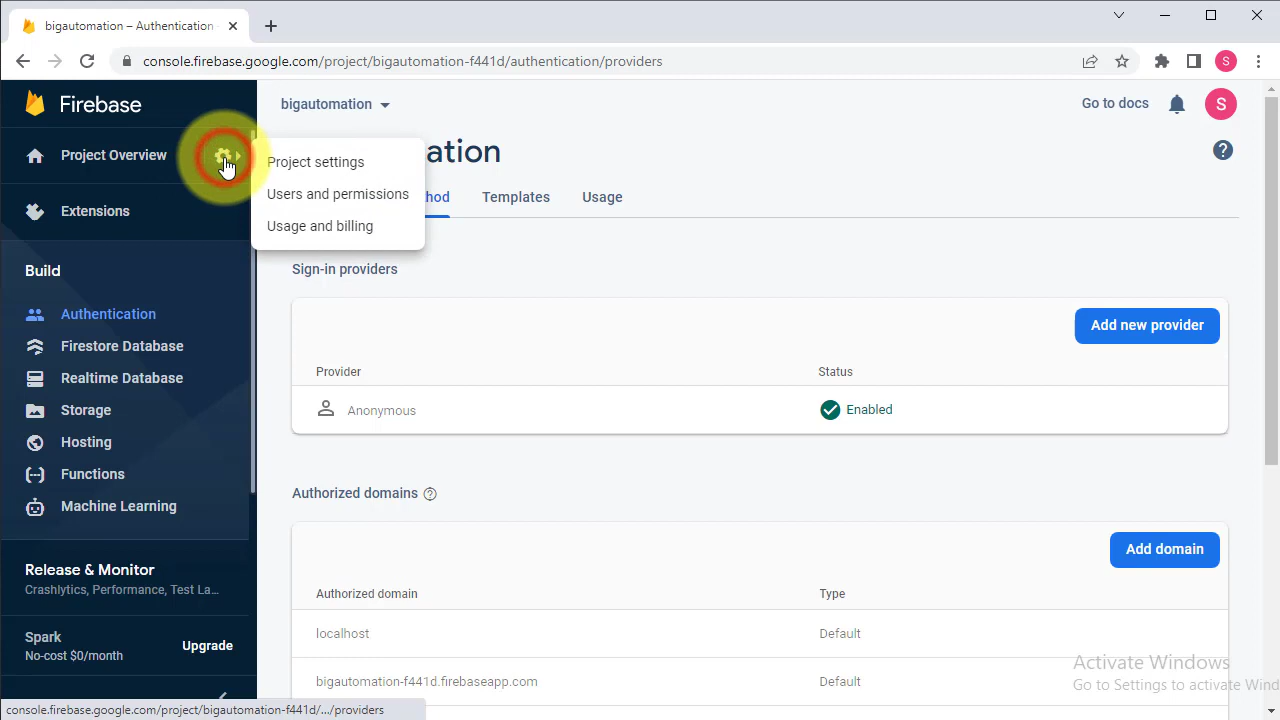 bigautomation – Authentication
console.firebase.google.com/project/bigautomation-f441d/authentication/providers
S
Firebase
bigautomation
Go to docs
S
Project Overview
Project settings
Users and permissions
Usage and billing
ation
hod
Templates
Usage
Extensions
Build
Authentication
Firestore Database
Realtime Database
Storage
Hosting
Functions
Machine Learning
Release & Monitor
Crashlytics, Performance, Test La...
Spark
No-cost $0/month
Upgrade
Sign-in providers
Add new provider
Provider
Status
Anonymous
Enabled
Authorized domains
Add domain
Authorized domain
Type
localhost
Default
bigautomation-f441d.firebaseapp.com
Default
Activate Windows
Go to Settings to activate Wind
console.firebase.google.com/project/bigautomation-f441d/.../providers